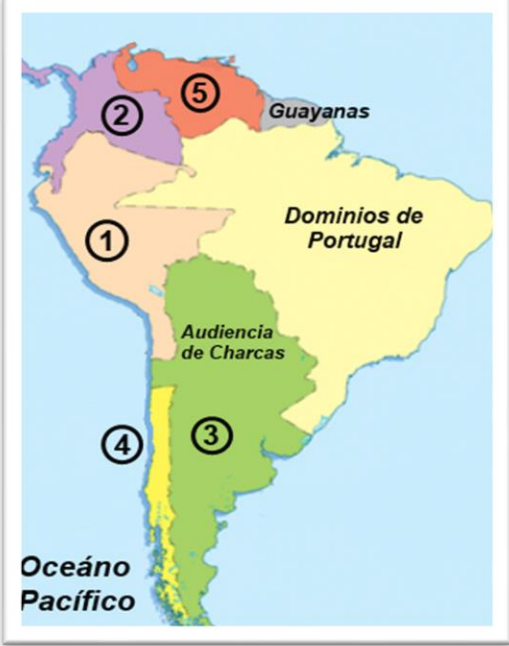 5
2
Guayanas
Dominios de
Portugal
1
Audiencia
de Charcas
4
3
Oceáno
Pacífico